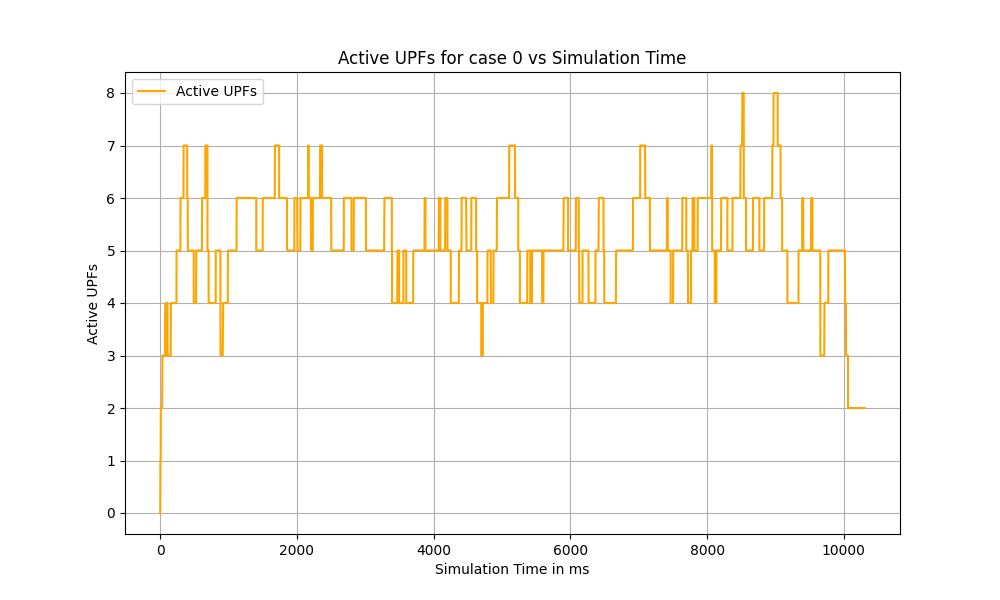 Active UPFs for case 0 vs Simulation Time
Active UPFs
8
7
6
5
4
3
2
1
0
Active UPFs
0 2000 4000 6000 8000 10000
Simulation Time in ms